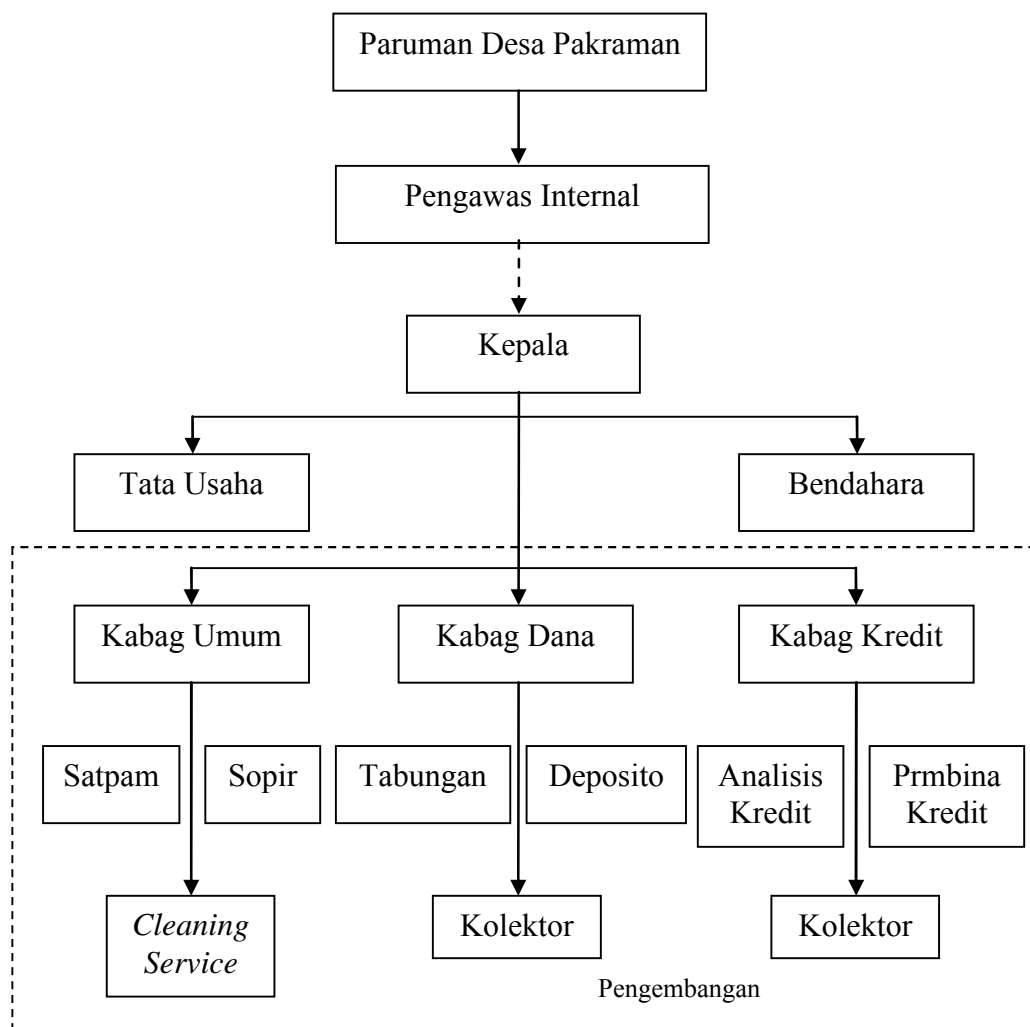 Paruman Desa Pakraman
Pengawas Internal
Kepala
Tata Usaha
Bendahara
Kabag Umum
Kabag Dana
Kabag Kredit
Satpam
Sopir
Tabungan
Deposito
Analisis
Kredit
Prmbina
Kredit
Cleaning
Service
Kolektor
Kolektor
Pengembangan